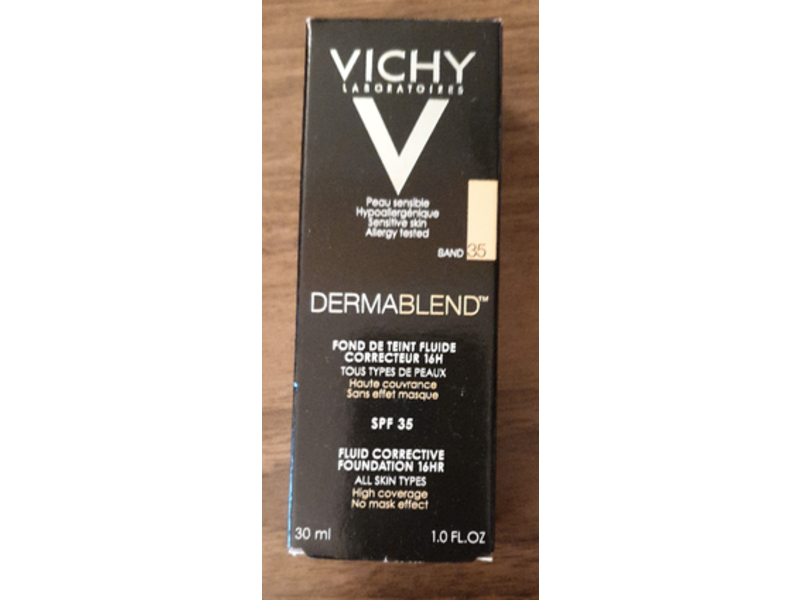 VICHY
LABORATOIRES
Peau sensible
Hypoallergénique
Sensitive skin
Allergy tested
SAND 35
DERMABLEND™
FOND DE TEINT FLUIDE
CORRECTEUR 16H
TOUS TYPES DE PEAUX
Haute couvrance
Sans effet masque
SPF 35
FLUID CORRECTIVE
FOUNDATION 16HR
ALL SKIN TYPES
High coverage
No mask effect
30 ml 1.0 FL.OZ